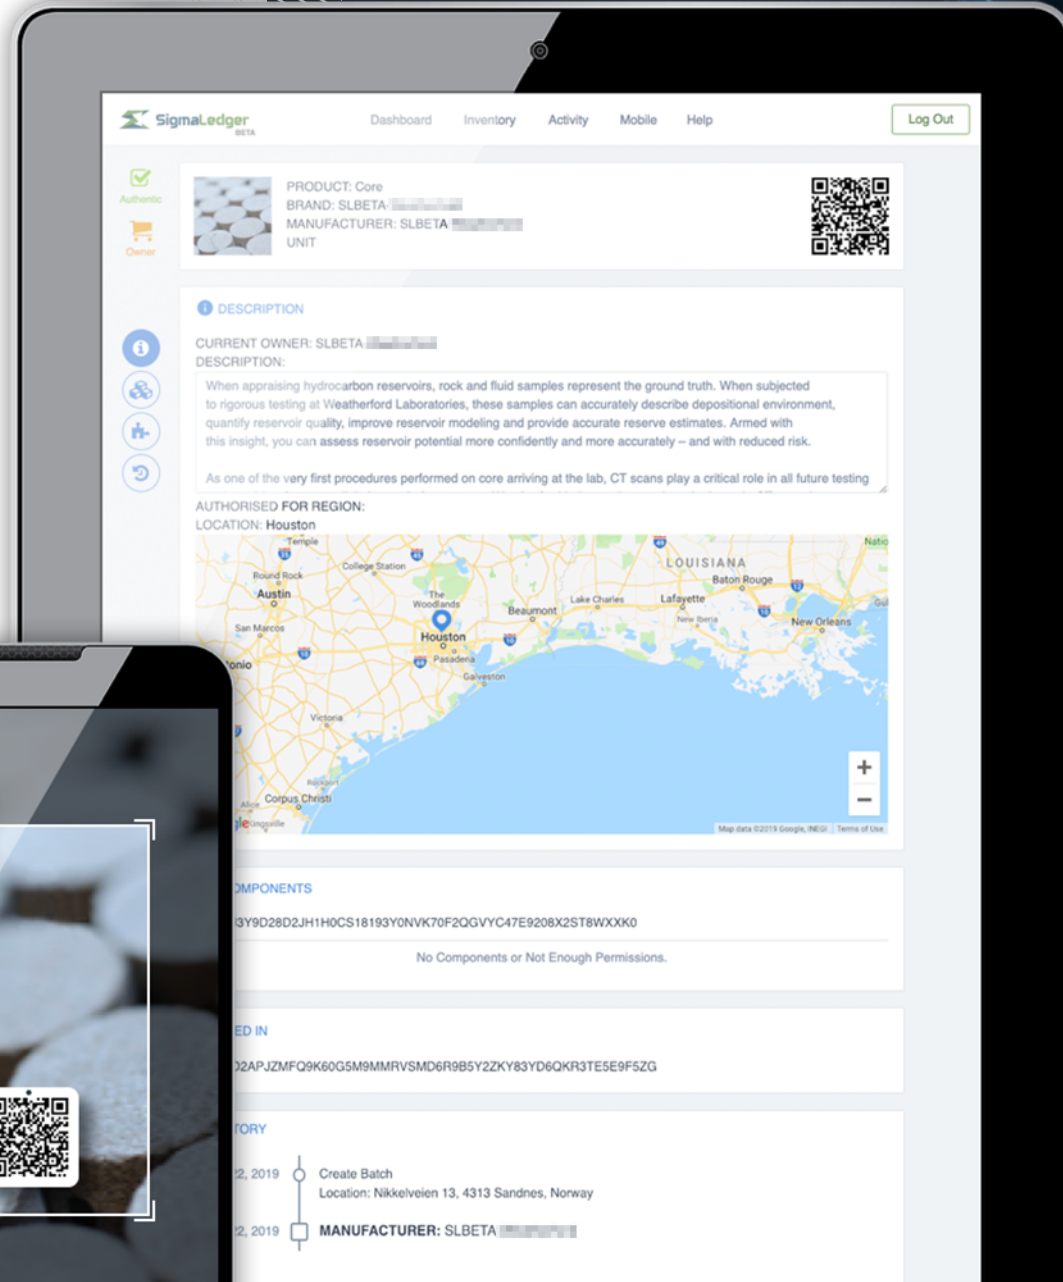 SigmaLedger
BETA
Dashboard Inventory Activity Mobile Help
Log Out
Authentic
Owner
PRODUCT: Core
BRAND: SLBETA
MANUFACTURER: SLBETA
UNIT
DESCRIPTION
CURRENT OWNER: SLBETA
DESCRIPTION:
When appraising hydrocarbon reservoirs, rock and fluid samples represent the ground truth. When subjected
to rigorous testing at Weatherford Laboratories, these samples can accurately describe depositional environment,
quantify reservoir quality, improve reservoir modeling and provide accurate reserve estimates. Armed with
this insight, you can assess reservoir potential more confidently and more accurately – and with reduced risk.
As one of the very first procedures performed on core arriving at the lab, CT scans play a critical role in all future testing
AUTHORISED FOR REGION:
LOCATION: Houston
Temple
Natio
College Station
LOUISIANA
Round Rock
Baton Rouge
Austin
The Woodlands
Beaumont
Lake Charles
Lafayette
New Iberia
New Orleans
San Marcos
Houston
Pasadena
onio
Galveston
Victoria
Rockport
Alice
Corpus Christi
Kingsville
Map data ©2019 Google, INEGI Terms of Use
OMPONENTS
3Y9D28D2JH1H0CS18193Y0NVK70F2QGVYC47E9208X2ST8WXXK0
No Components or Not Enough Permissions.
ED IN
2APJZMFQ9K60G5M9MMRVSMD6R9B5Y2ZKY83YD6QKR3TE5E9F5ZG
TORY
2, 2019 Create Batch
Location: Nikkelveien 13, 4313 Sandnes, Norway
2, 2019 MANUFACTURER: SLBETA